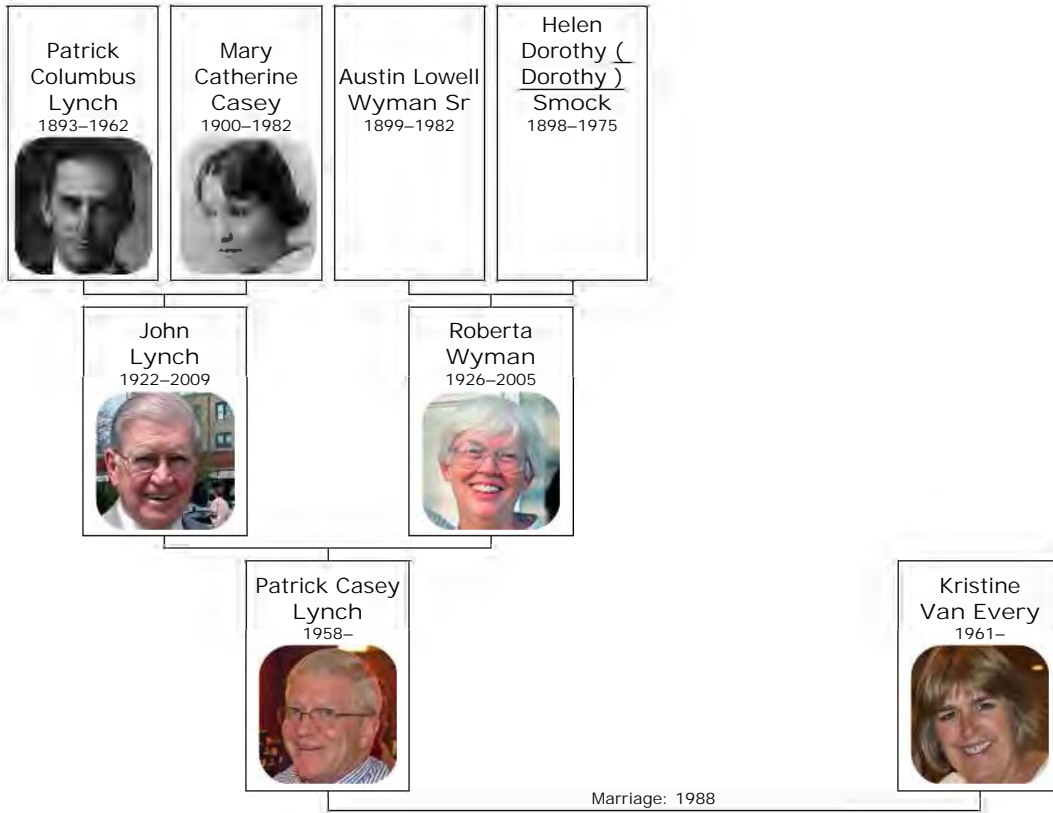 Patrick
Columbus
Lynch
1893–1962
Mary
Catherine
Casey
1900–1982
Austin Lowell
Wyman Sr
1899–1982
Helen
Dorothy (
Dorothy )
Smock
1898–1975
John
Lynch
1922–2009
Roberta
Wyman
1926–2005
Patrick Casey
Lynch
1958–
Kristine
Van Every
1961–
Marriage: 1988